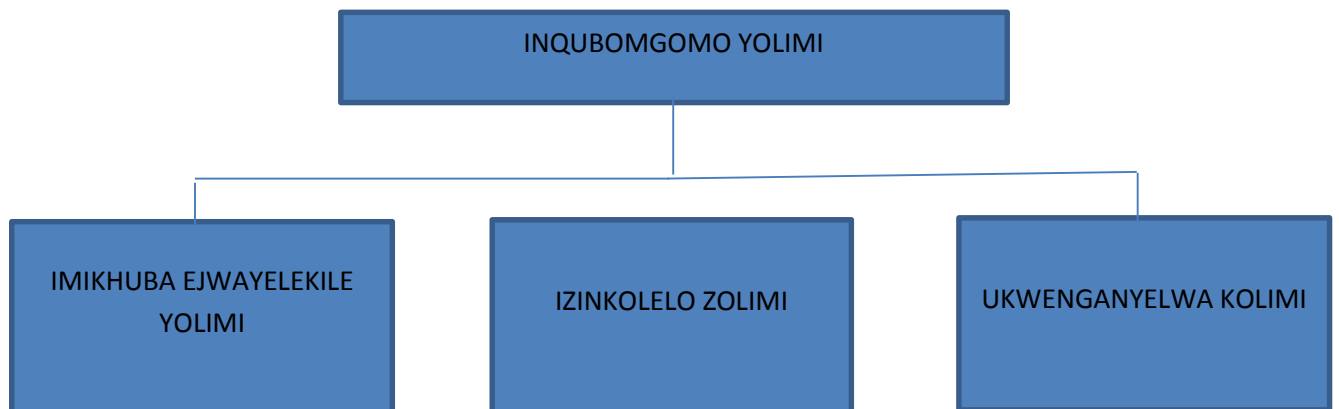 INQUBOMGOMO YOLIMI
IMIKHUBA EJWAYELEKILE
YOLIMI
IZINKOLELO ZOLIMI
UKWENGANYELWA KOLIMI